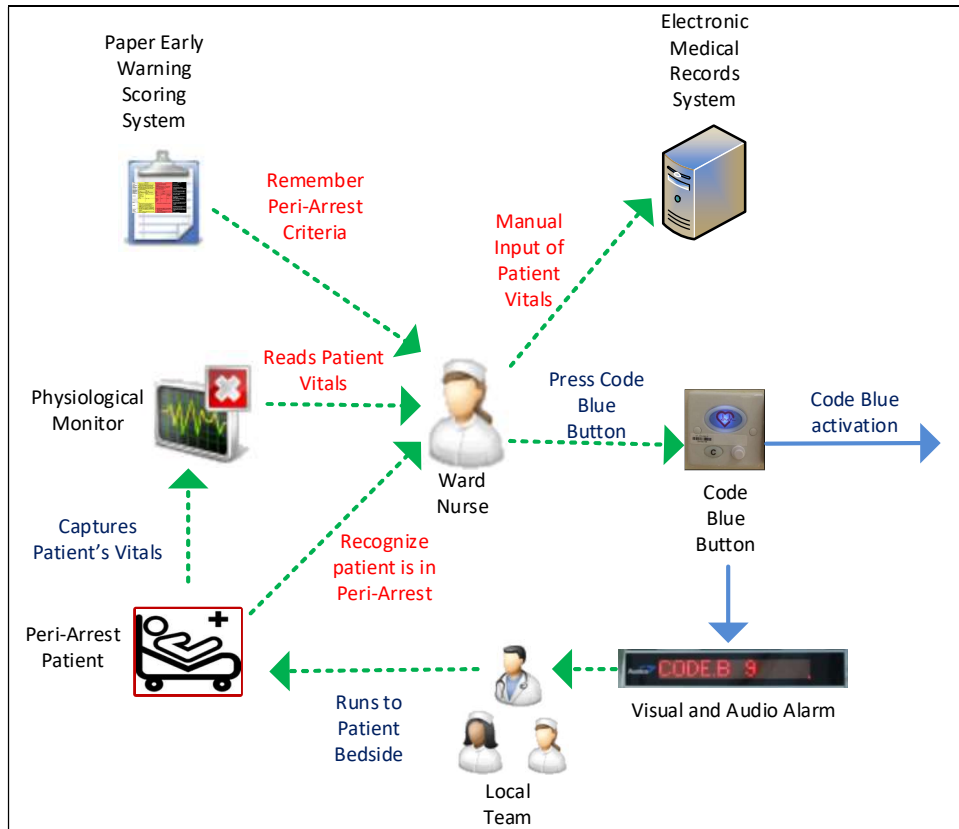 Paper Early
Warning
Scoring
System
Electronic
Medical
Records
System
Remember
Peri-Arrest
Criteria
Manual
Input of
Patient
Vitals
Physiological
Monitor
Reads Patient
Vitals
Press Code
Blue
Button
Code Blue
activation
Ward
Nurse
Code
Blue
Button
Captures
Patient’s Vitals
Recognize
patient is in
Peri-Arrest
Peri-Arrest
Patient
C
CODE.B 9
Visual and Audio Alarm
Runs to
Patient
Bedside
Local
Team